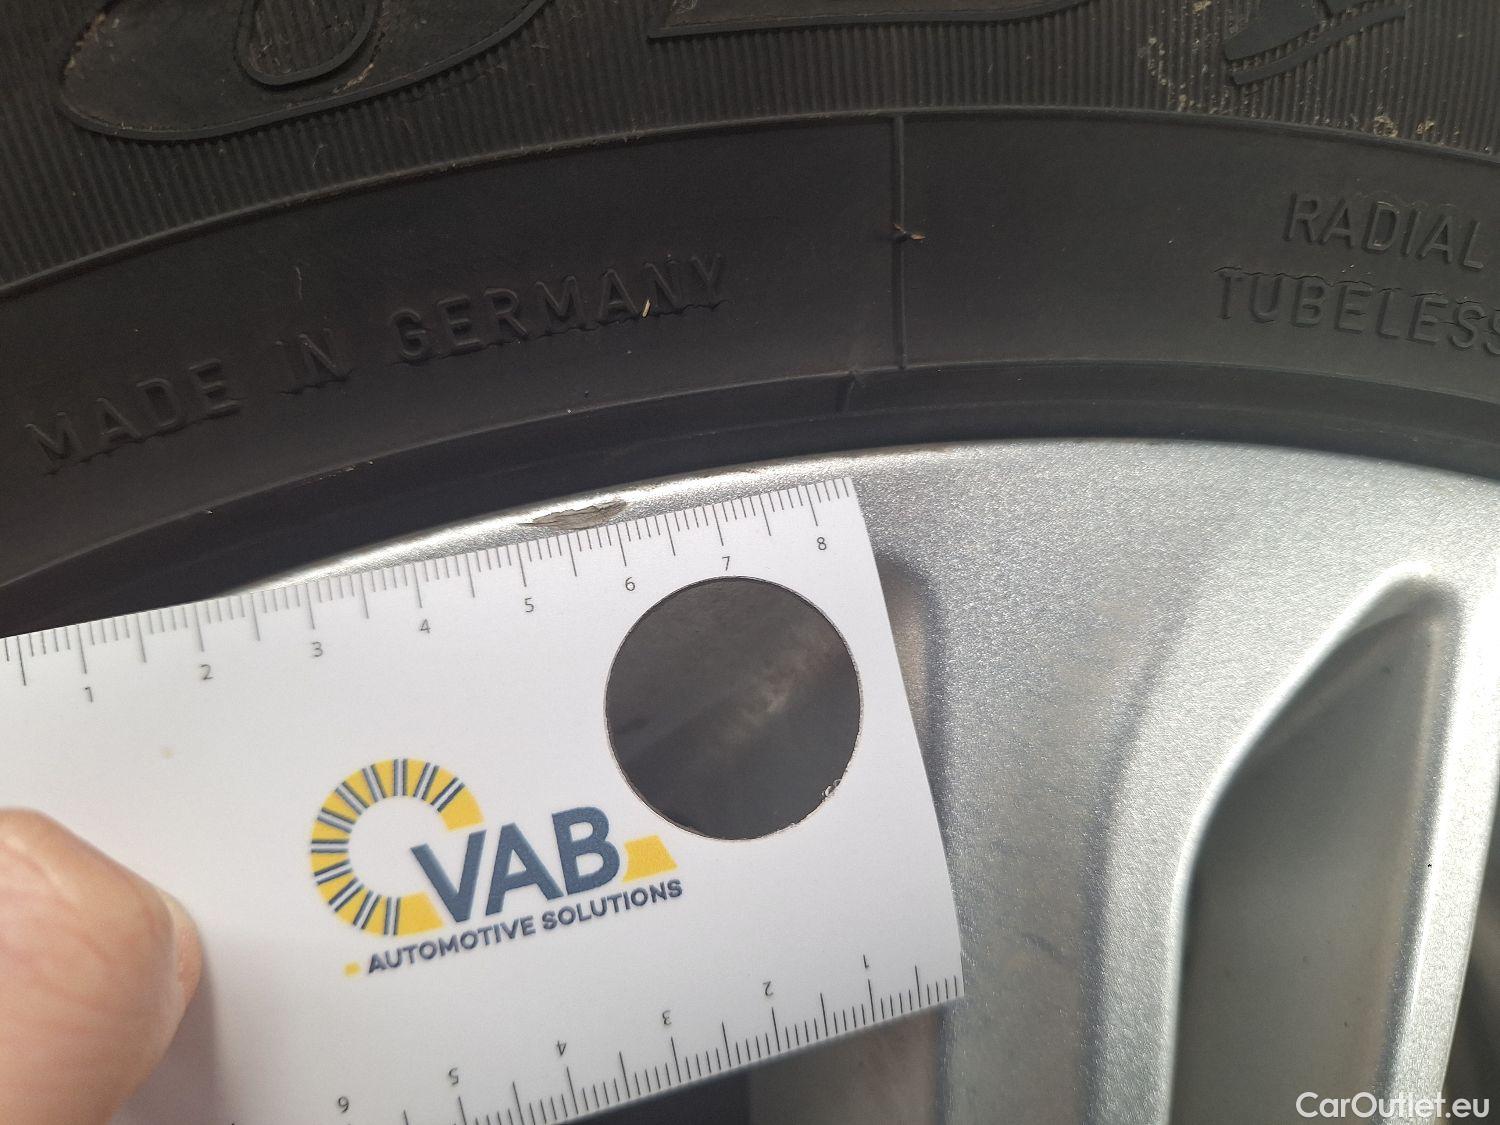 MADE IN GERMANY
RADIAL
TUBELESS
1 2 3 4 5 6 7 8
VAB
AUTOMOTIVE SOLUTIONS
6 5 4 3 2 1
CarOutlet.eu